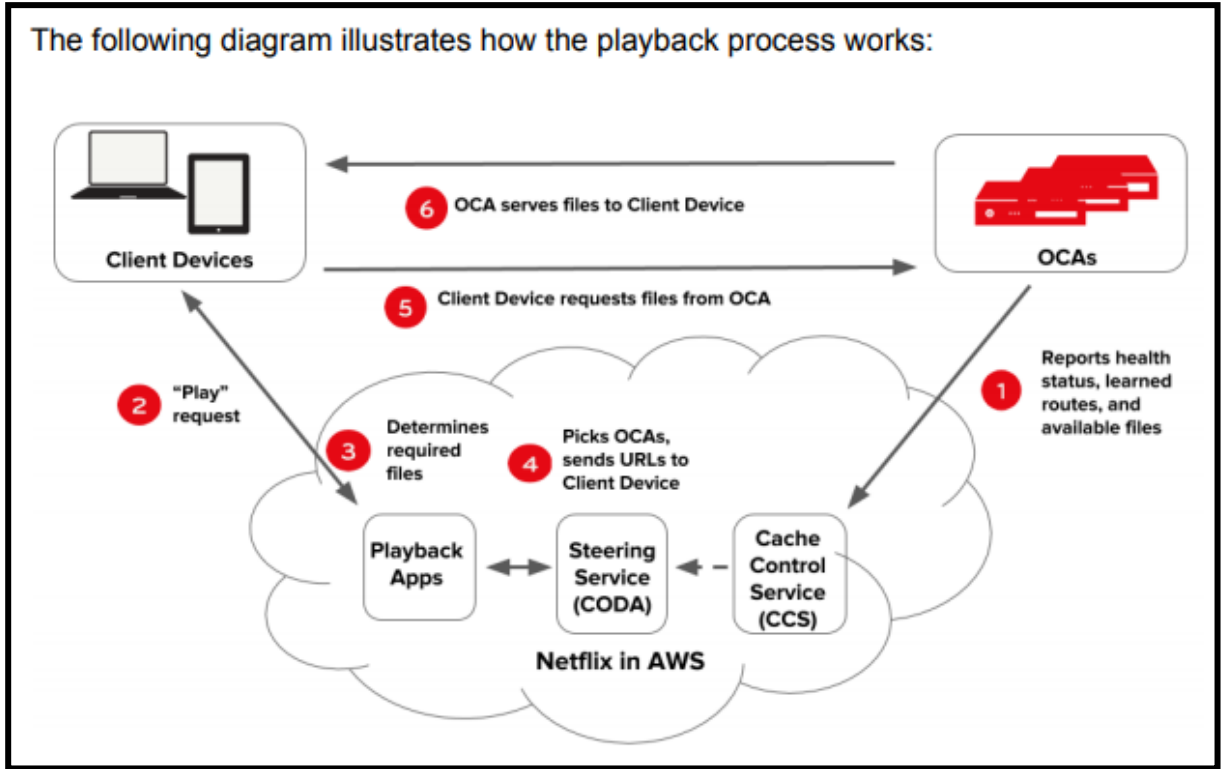 The following diagram illustrates how the playback process works:
Client Devices
OCAs
6
OCA serves files to Client Device
5
Client Device requests files from OCA
2
“Play”
request
1
Reports health
status, learned
routes, and
available files
3
Determines
required
files
4
Picks OCAs,
sends URLs to
Client Device
Playback
Apps
Steering
Service
(CODA)
Cache
Control
Service
(CCS)
Netflix in AWS